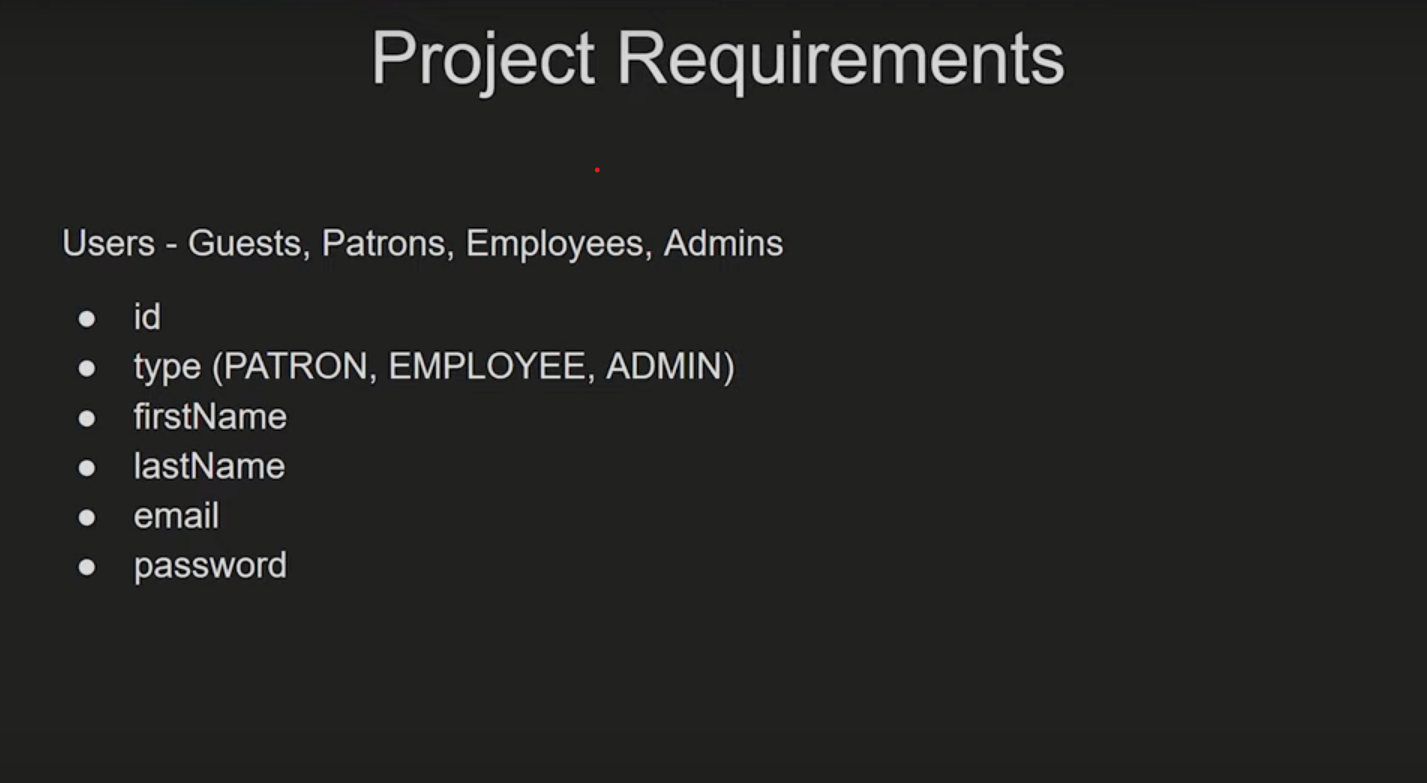 Project Requirements
Users - Guests, Patrons, Employees, Admins
● id
● type (PATRON, EMPLOYEE, ADMIN)
● firstName
● lastName
● email
● password